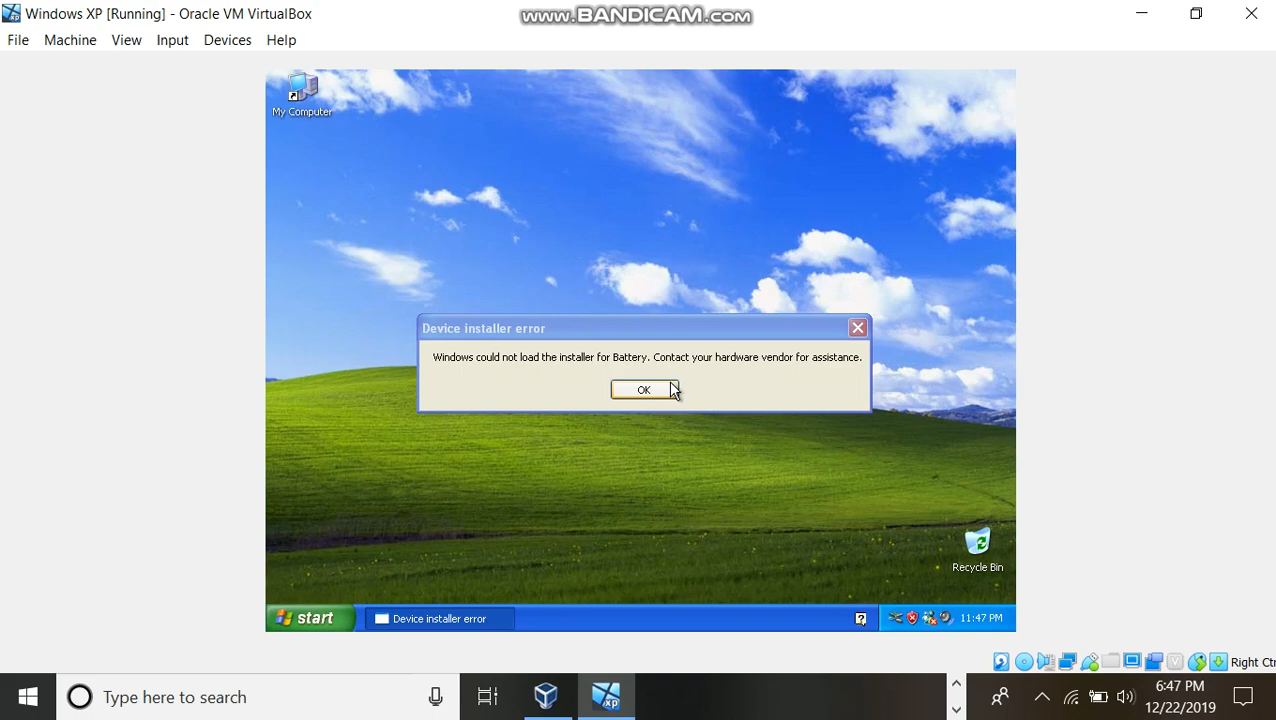 Windows XP [Running] - Oracle VM VirtualBox
www.BANDICAM.com
File Machine View Input Devices Help
My Computer
Device installer error
Windows could not load the installer for Battery. Contact your hardware vendor for assistance.
OK
Recycle Bin
start
Device installer error
11:47 PM
Right Ctr
Type here to search
6:47 PM
12/22/2019